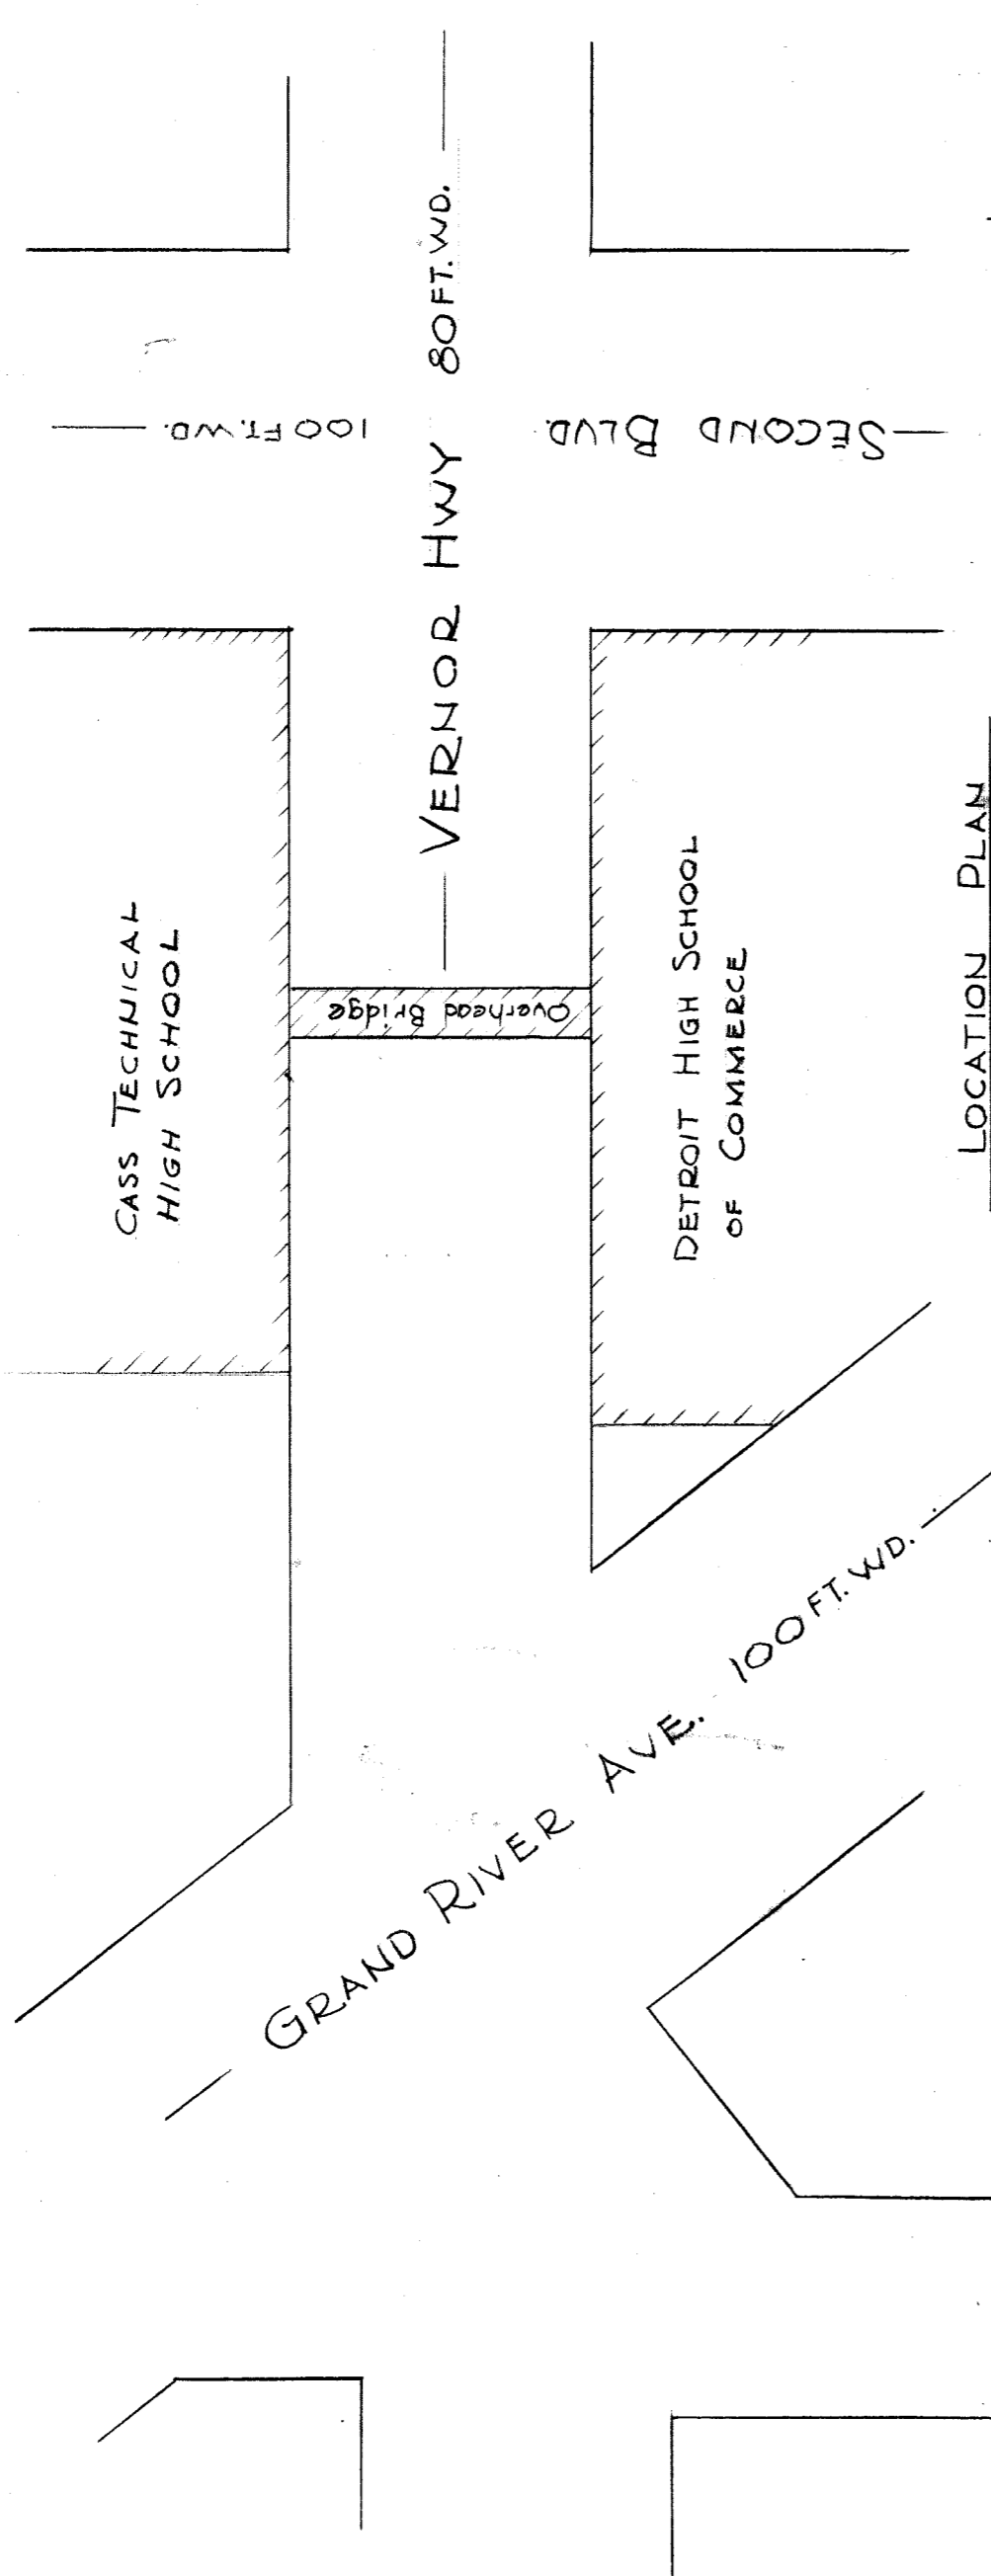 CASS TECHNICAL
HIGH SCHOOL
VERNOR HWY 80 FT. WD.
SECOND BLVD. 100 FT. WD.
Overhead Bridge
DETROIT HIGH SCHOOL
OF COMMERCE
GRAND RIVER AVE. 100 FT. WD.
LOCATION PLAN